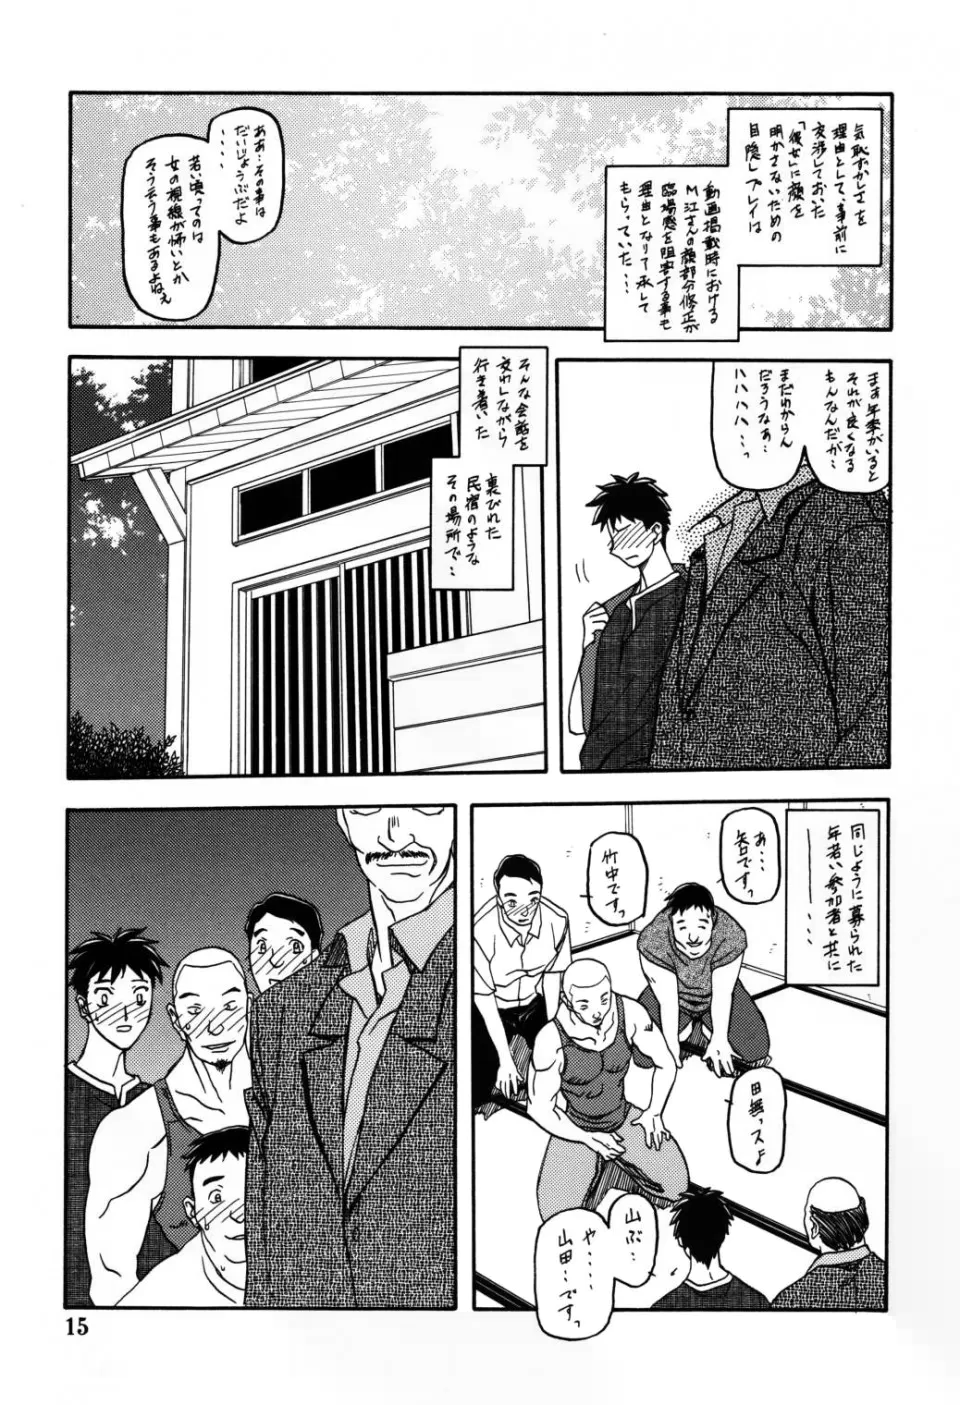 気恥ずかしさを
理由として、事前に
交渉しておいた
「彼女」に顔を
明かさないための
目隠しプレイは
動画掲載時における
M江さんの顔部分修正が
臨場感を阻害する事も
理由となりて承して
もらっていた…
ああ…その事は
だいじょうぶだよ
‥‥
若い頃ってのは
女の視線が怖いとか
そうそう事もあるよねぇ
まぁ年季がいると
それが良くなる
もんなんだが…
まだわからん
だろうなぁ…
ハハハハ…っ
そんな会話を
交わしながら
行き着いた
裏びれた
民宿のような
その場所で…
同じように募られた
年若い参加者と共に
‥‥‥
あ…
矢口ですっ
竹中ですっ
田無っスよ
山ぶ…
や‥‥
山田…ですっ
15